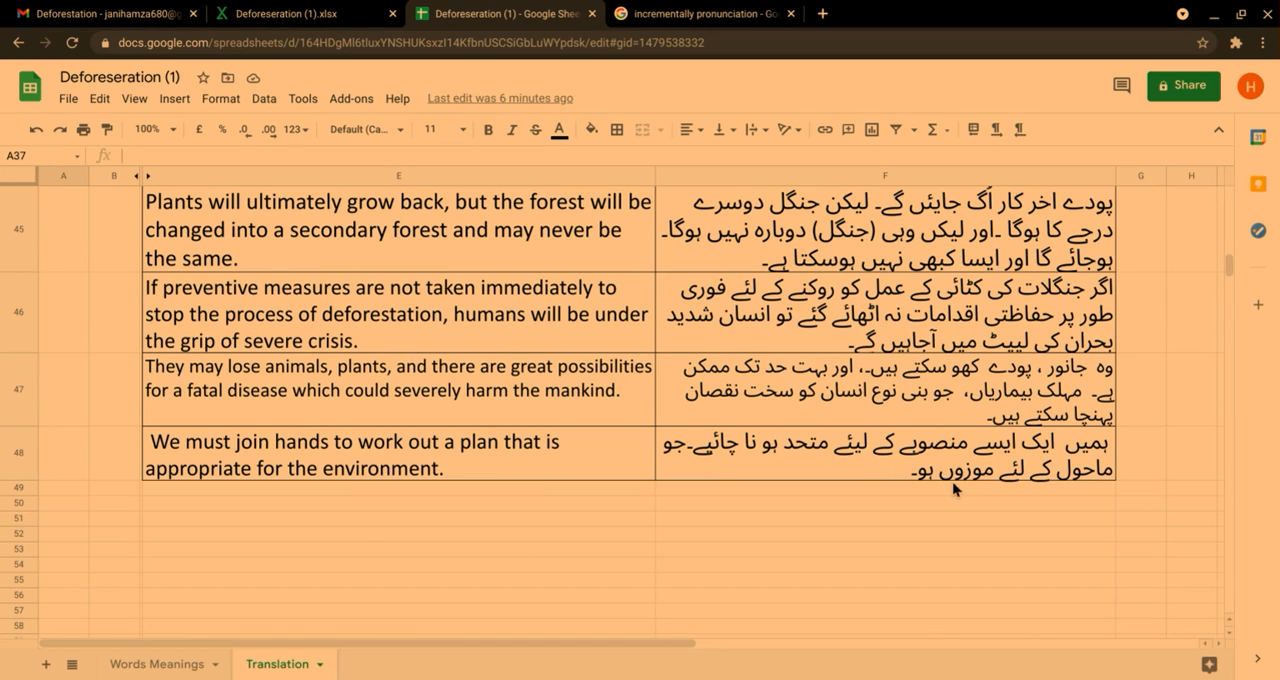 Deforestation - janihamza680@g
Deforeseration (1).xlsx
Deforeseration (1) - Google Shee
incrementally pronunciation - Go
docs.google.com/spreadsheets/d/164HDgMl6tluxYNSHUKsxzI14KfbnUSCSiGbLuWYpdsk/edit#gid=1479538332
Deforeseration (1)
File Edit View Insert Format Data Tools Add-ons Help Last edit was 6 minutes ago
Share
H
100% £ % .0 .00 123 Default (Ca... 11 B I S A
A37 fx
A B E F G H
45
Plants will ultimately grow back, but the forest will be
changed into a secondary forest and may never be
the same.
پودے اخر کار اُگ جایئں گے۔ لیکن جنگل دوسرے
درجے کا ہوگا ۔اور لیکں وہی (جنگل) دوبارہ نہیں ہوگا۔
ہوجائے گا اور ایسا کبھی نہیں ہوسکتا ہے۔
46
If preventive measures are not taken immediately to
stop the process of deforestation, humans will be under
the grip of severe crisis.
اگر جنگلات کی کٹائی کے عمل کو روکنے کے لئے فوری
طور پر حفاظتی اقدامات نہ اٹھائے گئے تو انسان شدید
بحران کی لپیٹ میں آجاہیں گے۔
47
They may lose animals, plants, and there are great possibilities
for a fatal disease which could severely harm the mankind.
وہ جانور ، پودے کھو سکتے ہیں۔، اور بہت حد تک ممکن
ہے۔ مہلک بیماریاں، جو بنی نوع انسان کو سخت نقصان
پہنچا سکتے ہیں۔
48
We must join hands to work out a plan that is
appropriate for the environment.
ہمیں ایک ایسے منصوبے کے لیئے متحد ہو نا چائیے۔جو
ماحول کے لئے موزوں ہو۔
49
50
51
52
53
54
55
56
57
58
Words Meanings Translation